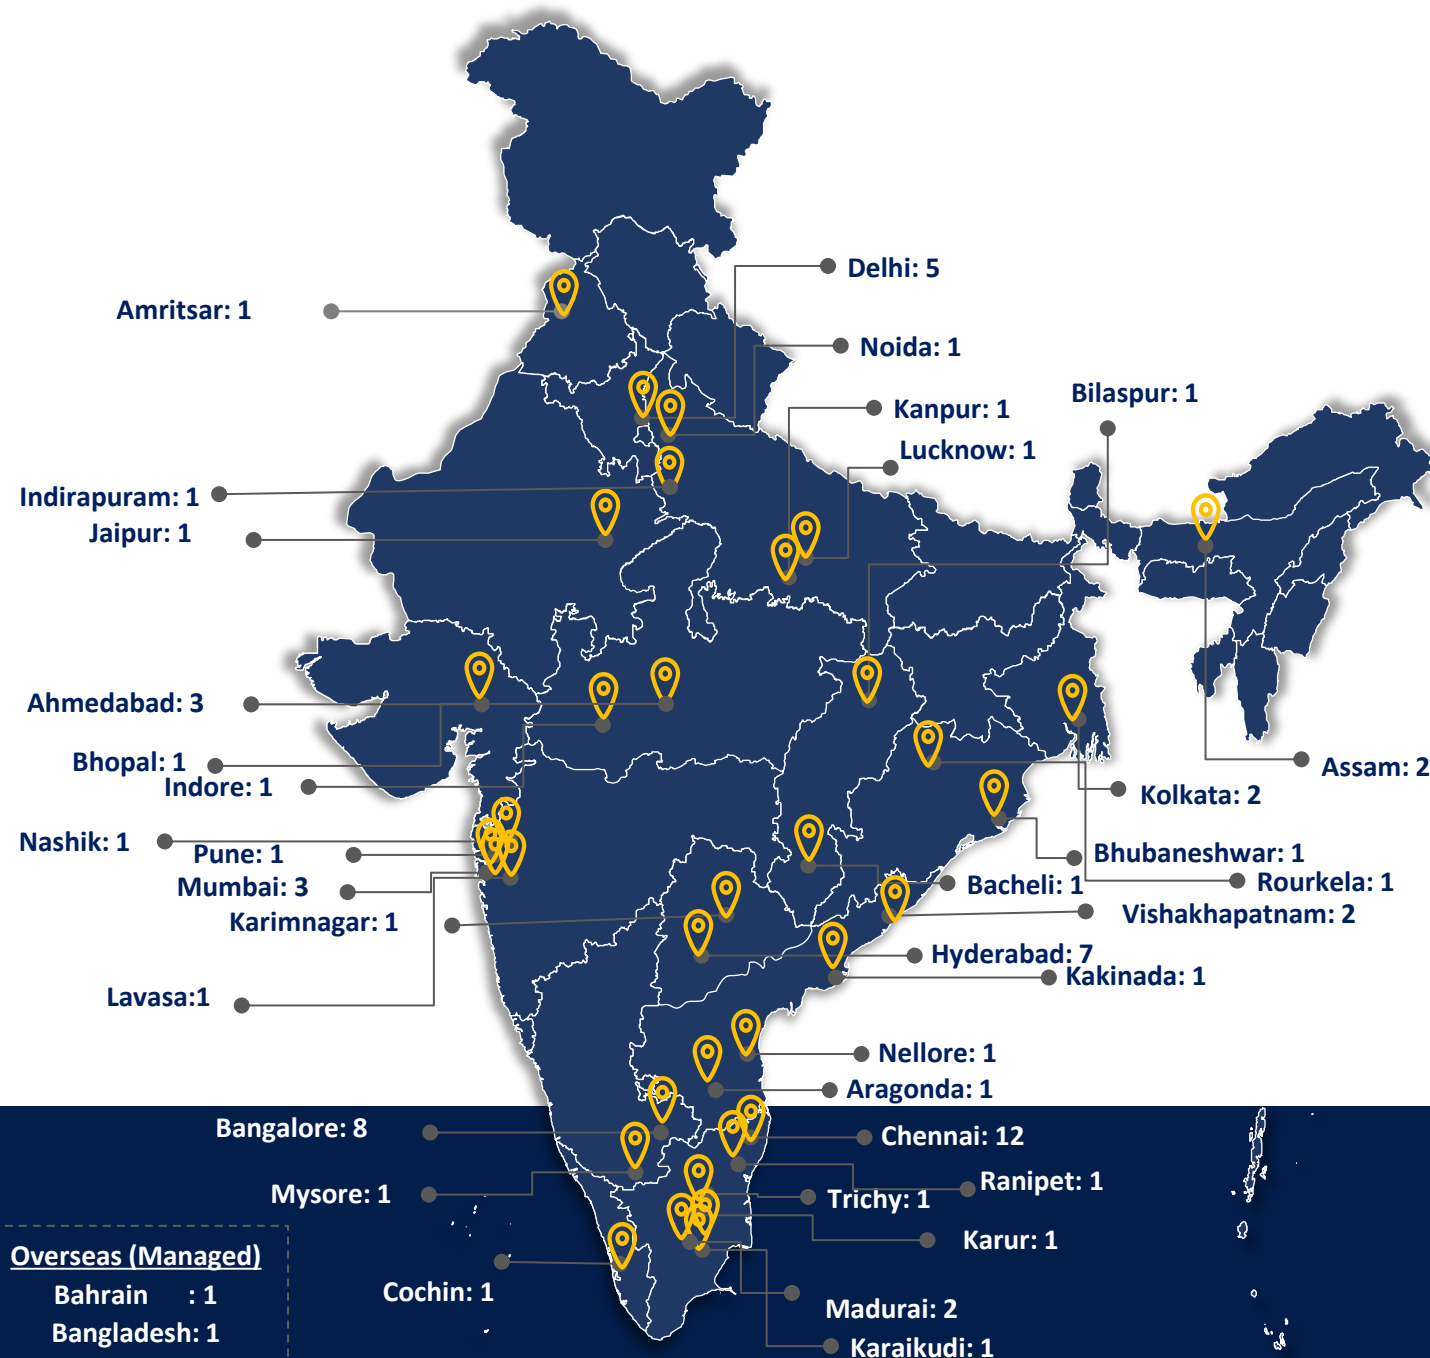 Delhi: 5
Amritsar: 1
Noida: 1
Bilaspur: 1
Kanpur: 1
Lucknow: 1
Indirapuram: 1
Jaipur: 1
Ahmedabad: 3
Bhopal: 1
Indore: 1
Assam: 2
Kolkata: 2
Nashik: 1
Pune: 1
Mumbai: 3
Karimnagar: 1
Bhubaneshwar: 1
Bacheli: 1
Rourkela: 1
Vishakhapatnam: 2
Hyderabad: 7
Kakinada: 1
Lavasa:1
Nellore: 1
Aragonda: 1
Bangalore: 8
Chennai: 12
Mysore: 1
Ranipet: 1
Trichy: 1
Karur: 1
Overseas (Managed)
Bahrain : 1
Bangladesh: 1
Cochin: 1
Madurai: 2
Karaikudi: 1